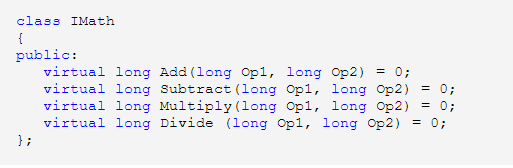 class IMath
{
public:
   virtual long Add(long Op1, long Op2) = 0;
   virtual long Subtract(long Op1, long Op2) = 0;
   virtual long Multiply(long Op1, long Op2) = 0;
   virtual long Divide (long Op1, long Op2) = 0;
};